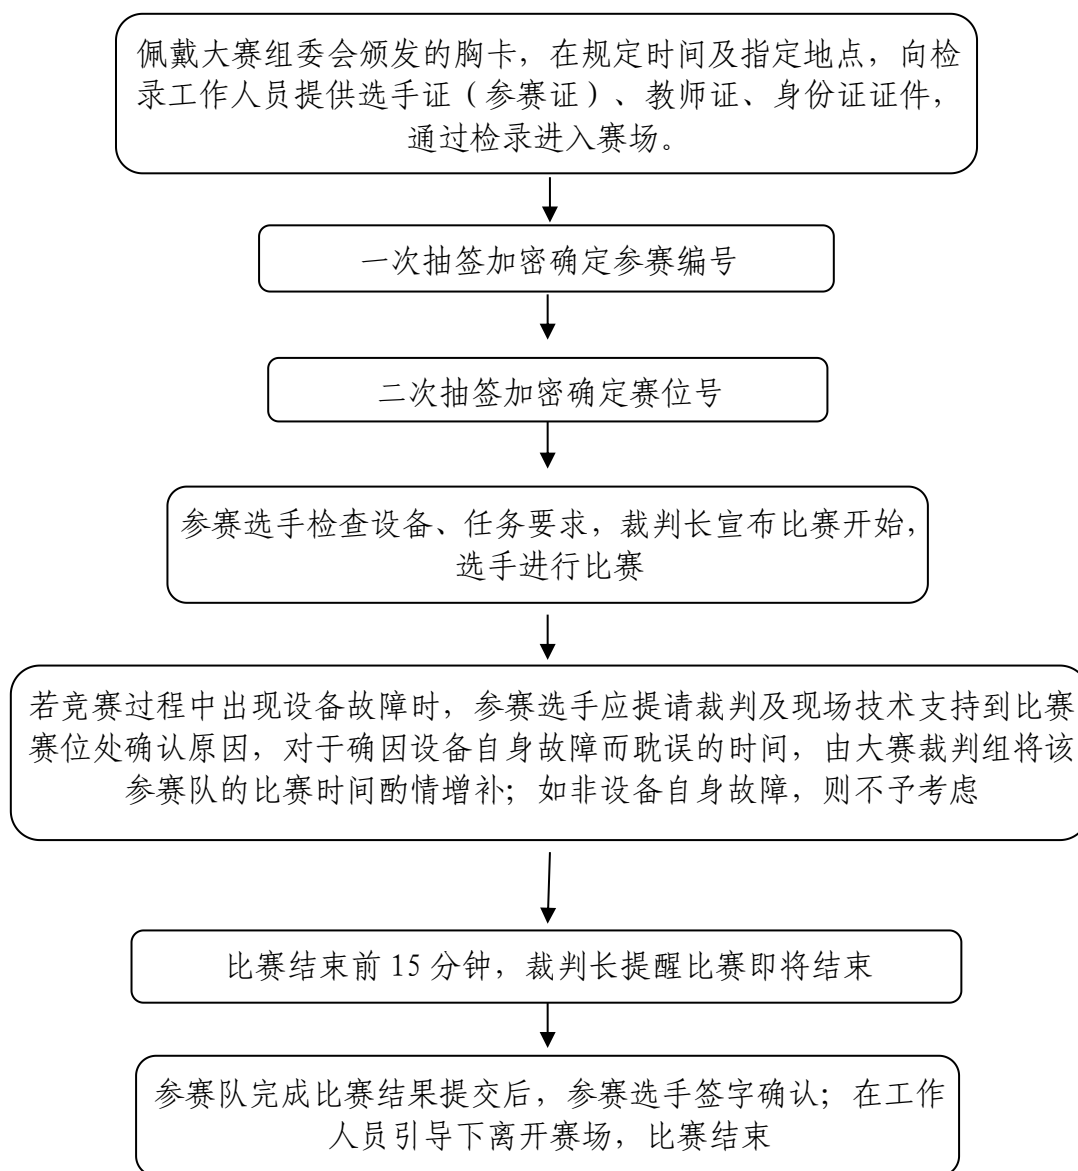 佩戴大赛组委会颁发的胸卡，在规定时间及指定地点，向检
录工作人员提供选手证（参赛证）、教师证、身份证证件，
通过检录进入赛场。
一次抽签加密确定参赛编号
二次抽签加密确定赛位号
参赛选手检查设备、任务要求，裁判长宣布比赛开始，
选手进行比赛
若竞赛过程中出现设备故障时，参赛选手应提请裁判及现场技术支持到比赛
赛位处确认原因，对于确因设备自身故障而耽误的时间，由大赛裁判组将该
参赛队的比赛时间酌情增补；如非设备自身故障，则不予考虑
比赛结束前 15 分钟，裁判长提醒比赛即将结束
参赛队完成比赛结果提交后，参赛选手签字确认；在工作
人员引导下离开赛场，比赛结束